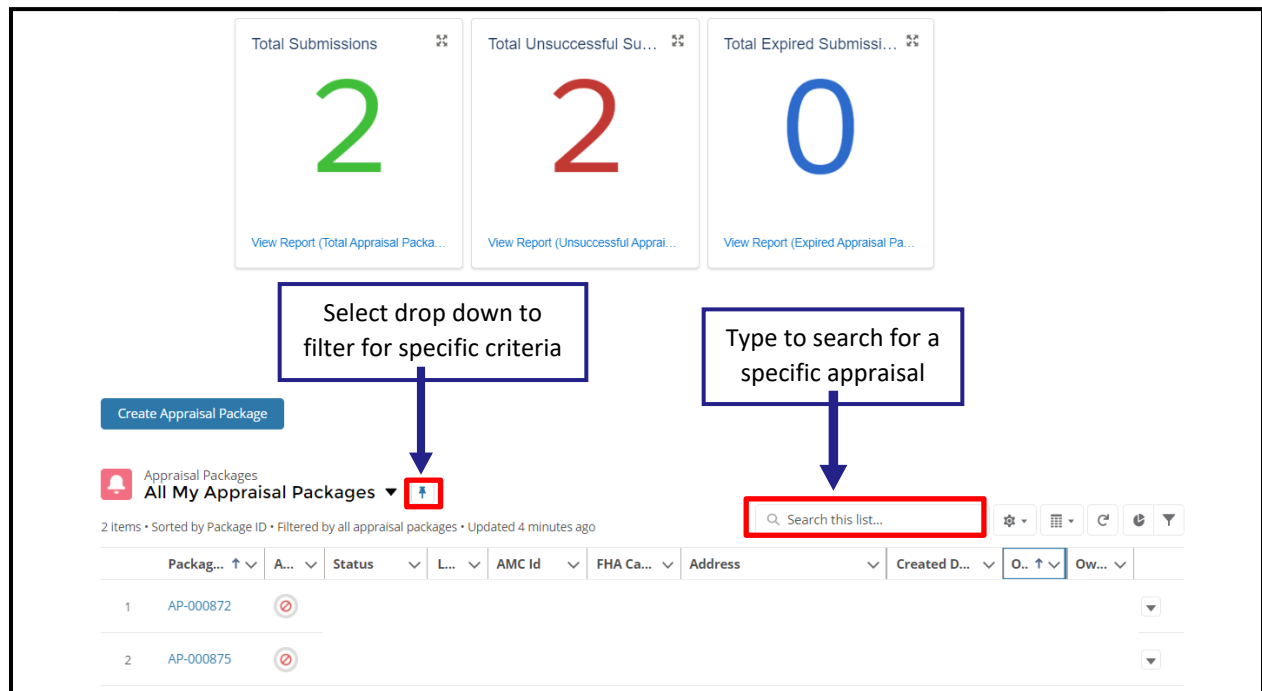 Total Submissions
Total Unsuccessful Su...
Total Expired Submissi...
2
2
0
View Report (Total Appraisal Packa...
View Report (Unsuccessful Apprai...
View Report (Expired Appraisal Pa...
Select drop down to
filter for specific criteria
Type to search for a
specific appraisal
Create Appraisal Package
Appraisal Packages
All My Appraisal Packages
2 items • Sorted by Package ID • Filtered by all appraisal packages • Updated 4 minutes ago
Search this list...
Packag... A... Status L... AMC Id FHA Ca... Address Created D... O.. Ow...
1 AP-000872
2 AP-000875